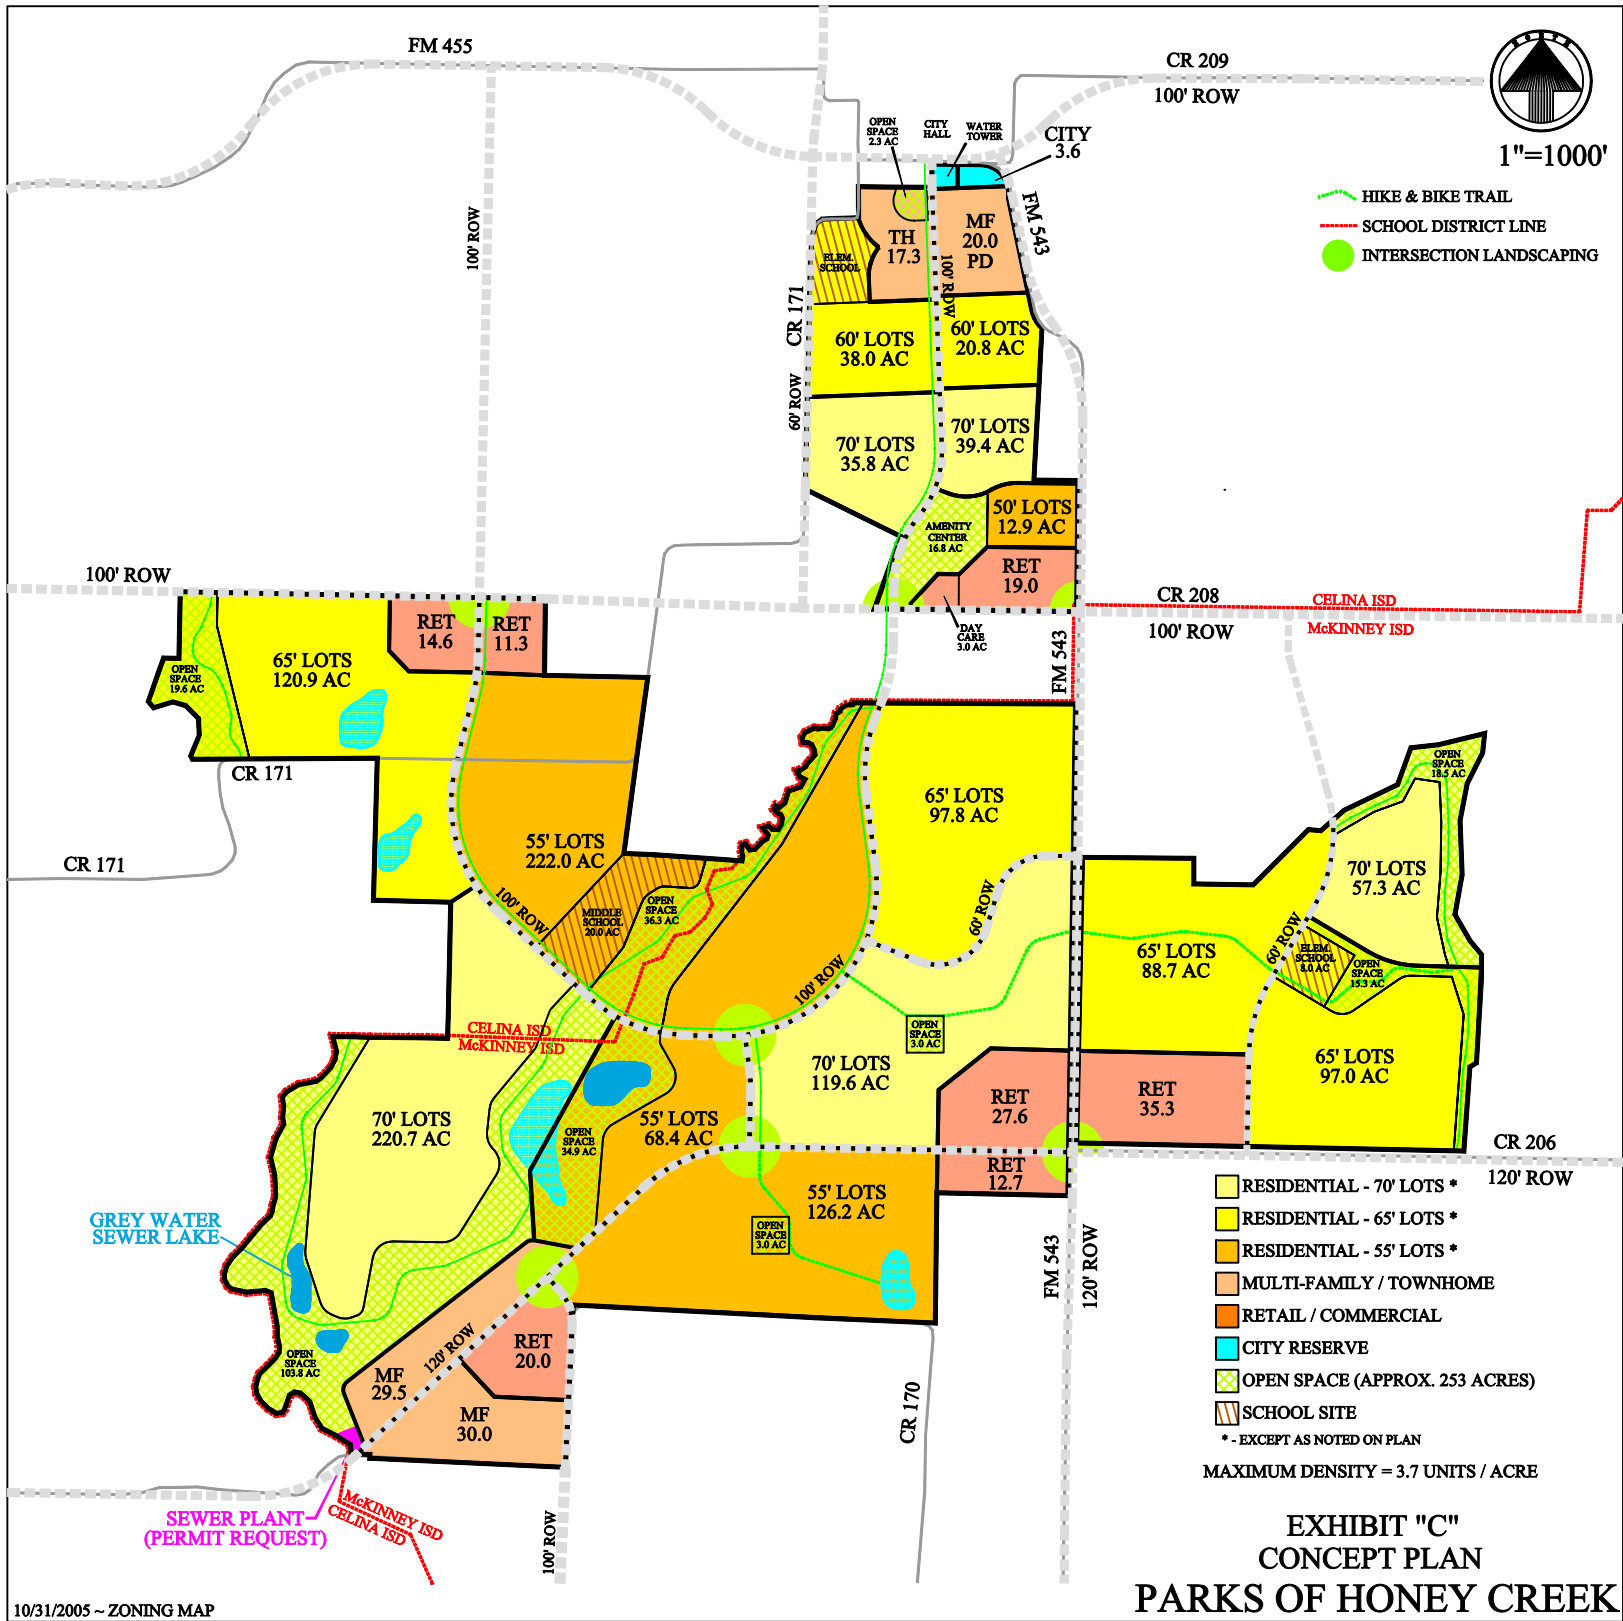 FM 455
CR 209
100' ROW
NORTH
1"=1000'
HIKE & BIKE TRAIL
SCHOOL DISTRICT LINE
INTERSECTION LANDSCAPING
OPEN
SPACE
2.3 AC
CITY
HALL
WATER
TOWER
CITY
3.6
FM 543
100' ROW
TH
17.3
MF
20.0
PD
100' ROW
ELEM.
SCHOOL
CR 171
60' ROW
60' LOTS
38.0 AC
60' LOTS
20.8 AC
70' LOTS
35.8 AC
70' LOTS
39.4 AC
AMENITY
CENTER
16.8 AC
50' LOTS
12.9 AC
RET
19.0
DAY
CARE
3.0 AC
100' ROW
CR 208
100' ROW
CELINA ISD
McKINNEY ISD
FM 543
OPEN
SPACE
19.6 AC
65' LOTS
120.9 AC
RET
14.6
RET
11.3
CR 171
CR 171
55' LOTS
222.0 AC
100' ROW
MIDDLE
SCHOOL
20.0 AC
OPEN
SPACE
36.3 AC
65' LOTS
97.8 AC
60' ROW
100' ROW
OPEN
SPACE
18.5 AC
70' LOTS
57.3 AC
65' LOTS
88.7 AC
60' ROW
ELEM.
SCHOOL
8.0 AC
OPEN
SPACE
15.3 AC
65' LOTS
97.0 AC
CELINA ISD
McKINNEY ISD
OPEN
SPACE
3.0 AC
70' LOTS
119.6 AC
RET
27.6
RET
35.3
RET
12.7
70' LOTS
220.7 AC
OPEN
SPACE
34.9 AC
55' LOTS
68.4 AC
55' LOTS
126.2 AC
OPEN
SPACE
3.0 AC
CR 206
120' ROW
FM 543
120' ROW
GREY WATER
SEWER LAKE
OPEN
SPACE
103.8 AC
MF
29.5
120' ROW
RET
20.0
MF
30.0
CR 170
100' ROW
SEWER PLANT
(PERMIT REQUEST)
McKINNEY ISD
CELINA ISD
RESIDENTIAL - 70' LOTS *
RESIDENTIAL - 65' LOTS *
RESIDENTIAL - 55' LOTS *
MULTI-FAMILY / TOWNHOME
RETAIL / COMMERCIAL
CITY RESERVE
OPEN SPACE (APPROX. 253 ACRES)
SCHOOL SITE
* - EXCEPT AS NOTED ON PLAN
MAXIMUM DENSITY = 3.7 UNITS / ACRE
EXHIBIT "C"
CONCEPT PLAN
PARKS OF HONEY CREEK
10/31/2005 ~ ZONING MAP